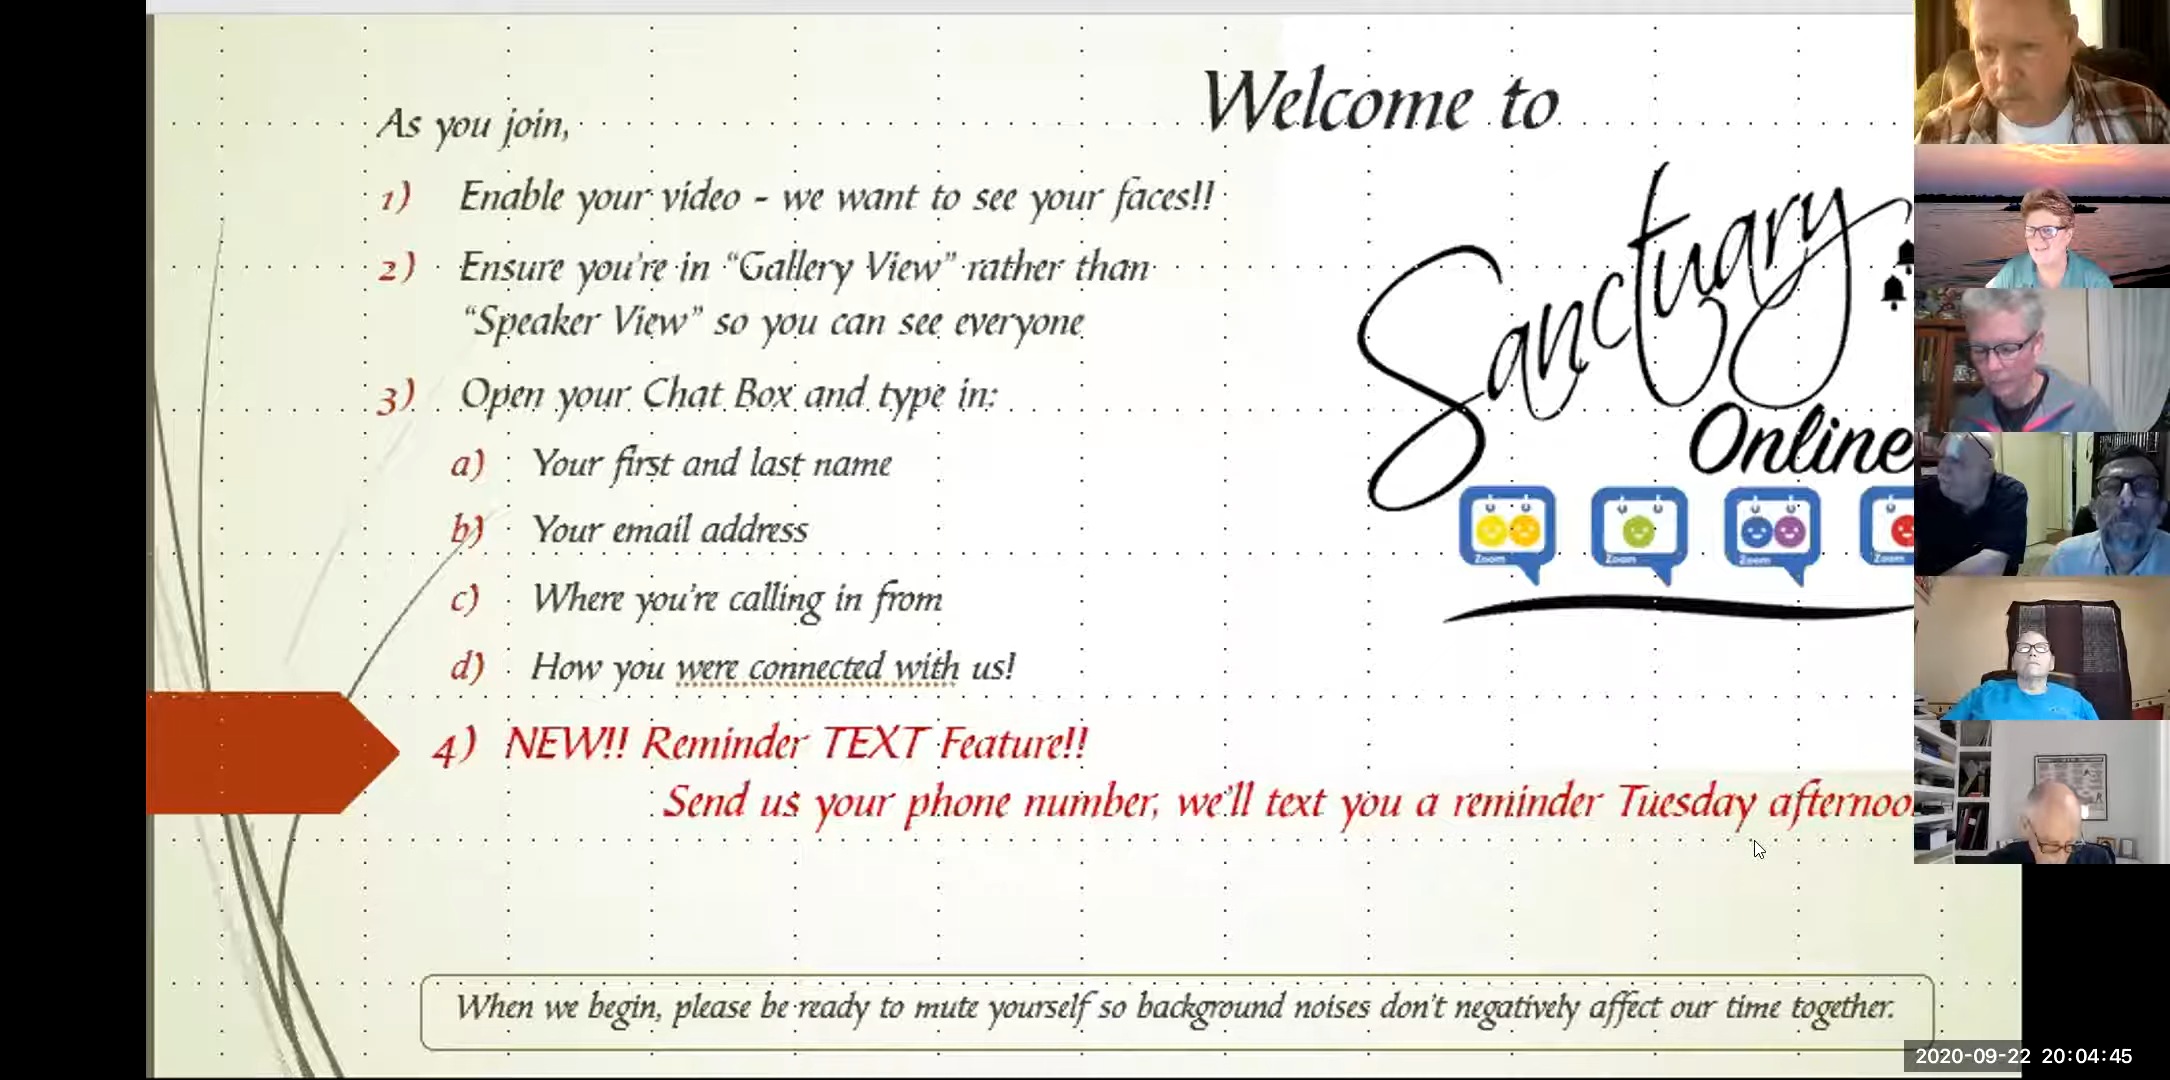 As you join,
Welcome to
1) Enable your video - we want to see your faces!!
2) Ensure you're in “Gallery View” rather than
“Speaker View” so you can see everyone
Sanctuary
Online
3) Open your Chat Box and type in:
a) Your first and last name
b) Your email address
c) Where you're calling in from
d) How you were connected with us!
Zoom Zoom Zoom Zoom
4) NEW!! Reminder TEXT Feature!!
Send us your phone number, we'll text you a reminder Tuesday
When we begin, please be ready to mute yourself so background noises don't negatively affect our time together.
2020-09-22 20:04:45